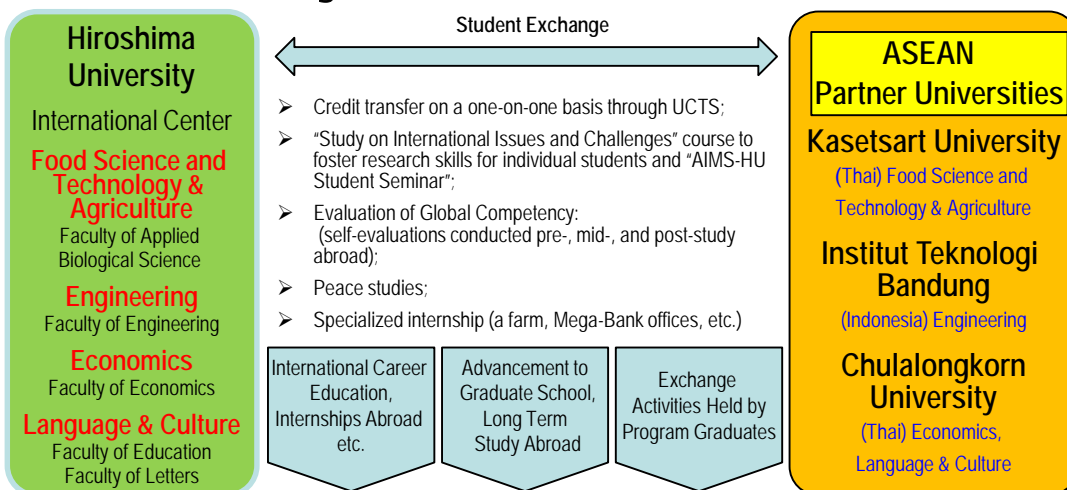 Hiroshima
University
International Center
Food Science and
Technology &
Agriculture
Faculty of Applied
Biological Science
Engineering
Faculty of Engineering
Economics
Faculty of Economics
Language & Culture
Faculty of Education
Faculty of Letters
Student Exchange
➢ Credit transfer on a one-on-one basis through UCTS;
➢ "Study on International Issues and Challenges" course to
foster research skills for individual students and "AIMS-HU
Student Seminar";
➢ Evaluation of Global Competency:
(self-evaluations conducted pre-, mid-, and post-study
abroad);
➢ Peace studies;
➢ Specialized internship (a farm, Mega-Bank offices, etc.)
International Career
Education,
Internships Abroad
etc.
Advancement to
Graduate School,
Long Term
Study Abroad
Exchange
Activities Held by
Program Graduates
ASEAN
Partner Universities
Kasetsart University
(Thai) Food Science and
Technology & Agriculture
Institut Teknologi
Bandung
(Indonesia) Engineering
Chulalongkorn
University
(Thai) Economics,
Language & Culture